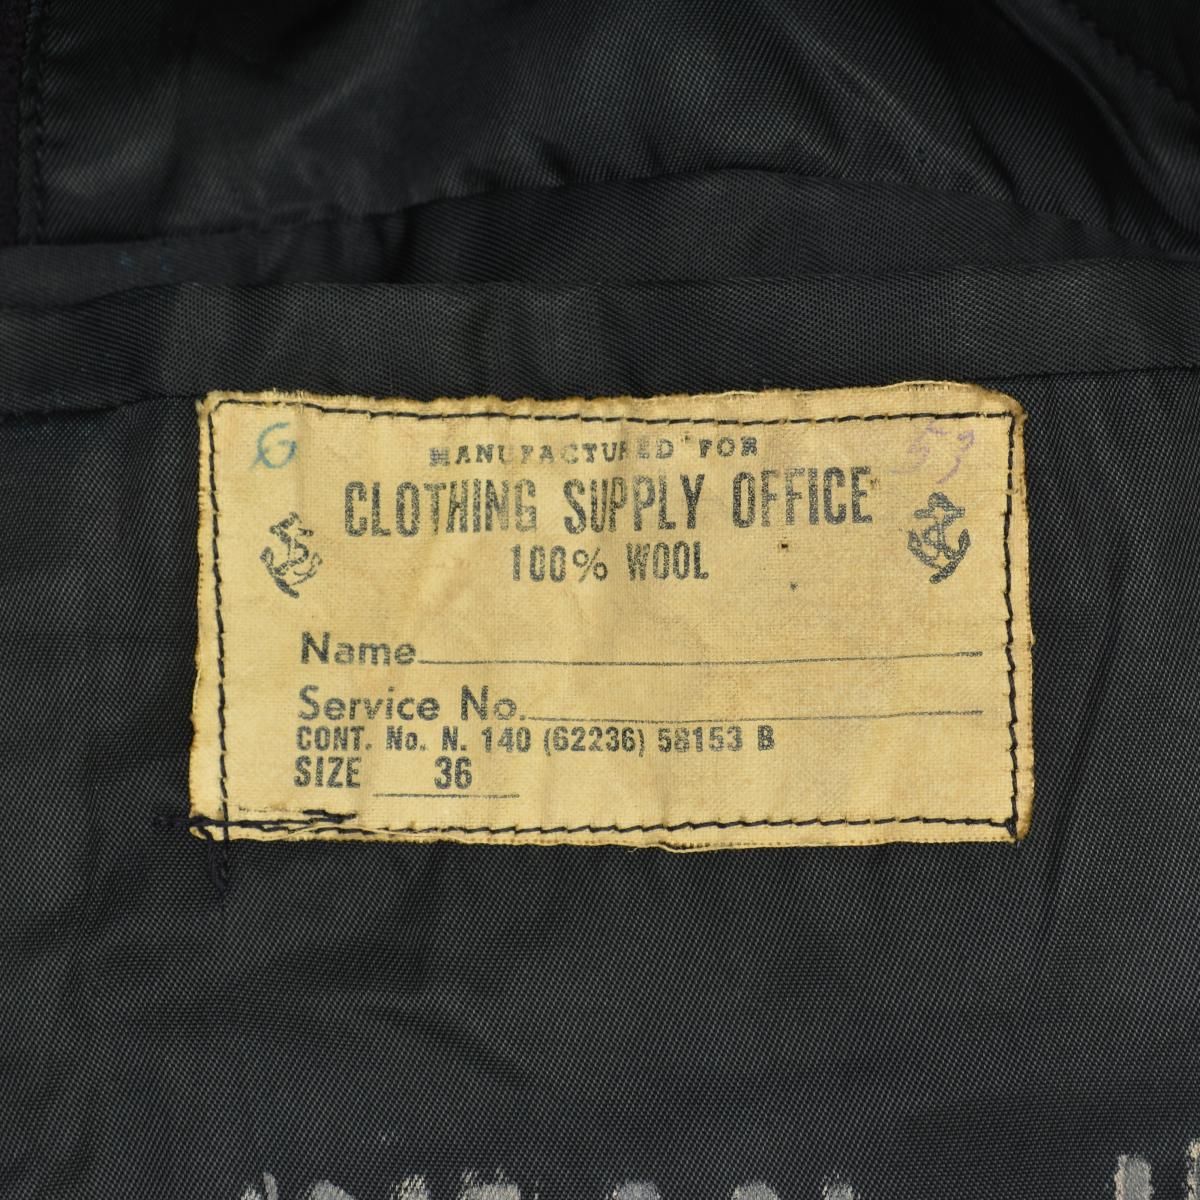 6
53
MANUFACTURED FOR
CLOTHING SUPPLY OFFICE
100% WOOL
Name
Service No.
CONT. No. N. 140 (62236) 58153 B
SIZE 36